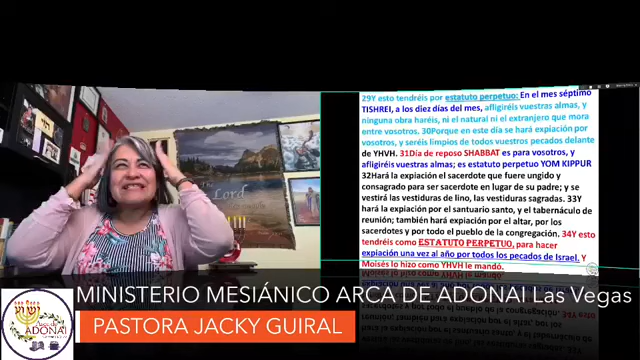 29Y esto tendréis por estatuto perpetuo: En el mes séptimo
TISHREI, a los diez días del mes, afligiréis vuestras almas, y
ninguna obra haréis, ni el natural ni el extranjero que mora
entre vosotros, 30Porque en este día se hará expiación por
vosotros, y seréis limpios de todos vuestros pecados delante
de YHVH. 31Día de reposo SHABBAT es para vosotros, y
afligiréis vuestras almas; es estatuto perpetuo YOM KIPPUR
32Hará la expiación el sacerdote que fuere ungido y
consagrado para ser sacerdote en lugar de su padre; y se
vestirá las vestiduras de lino, las vestiduras sagradas. 33Y
hará la expiación por el santuario santo, y el tabernáculo de
reunión; también hará expiación por el altar, por los
sacerdotes y por todo el pueblo de la congregación. 34Y esto
tendréis como ESTATUTO PERPETUO, para hacer
expiación una vez al año por todos los pecados de Israel. Y
Moisés lo hizo como YHVH le mandó.
The Lord
MINISTERIO MESIÁNICO ARCA DE ADONAI Las Vegas
PASTORA JACKY GUIRAL
Arca de
ADONAI